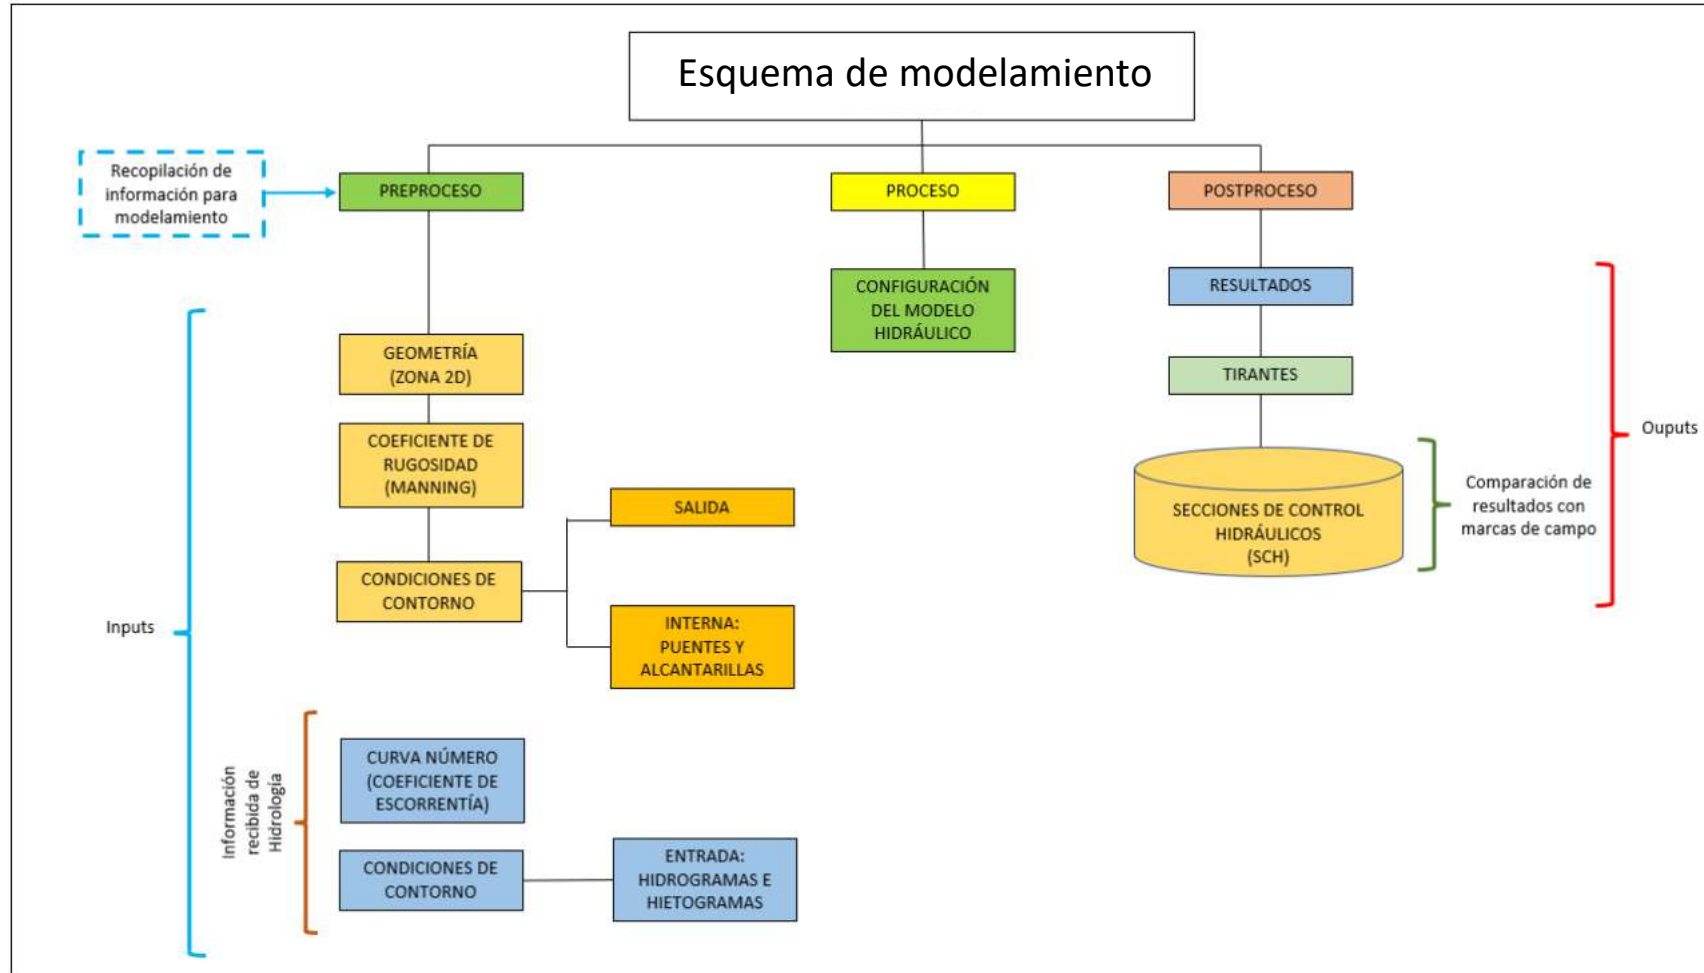 Esquema de modelamiento
Recopilación de
información para
modelamiento
PREPROCESO
PROCESO
POSTPROCESO
GEOMETRÍA
(ZONA 2D)
COEFICIENTE DE
RUGOSIDAD
(MANNING)
CONDICIONES DE
CONTORNO
SALIDA
INTERNA:
PUENTES Y
ALCANTARILLAS
Inputs
Información
recibida de
Hidrología
CURVA NÚMERO
(COEFICIENTE DE
ESCORRENTÍA)
CONDICIONES DE
CONTORNO
ENTRADA:
HIDROGRAMAS E
HIETOGRAMAS
CONFIGURACIÓN
DEL MODELO
HIDRÁULICO
RESULTADOS
TIRANTES
SECCIONES DE CONTROL
HIDRÁULICOS
(SCH)
Comparación de
resultados con
marcas de campo
Ouputs